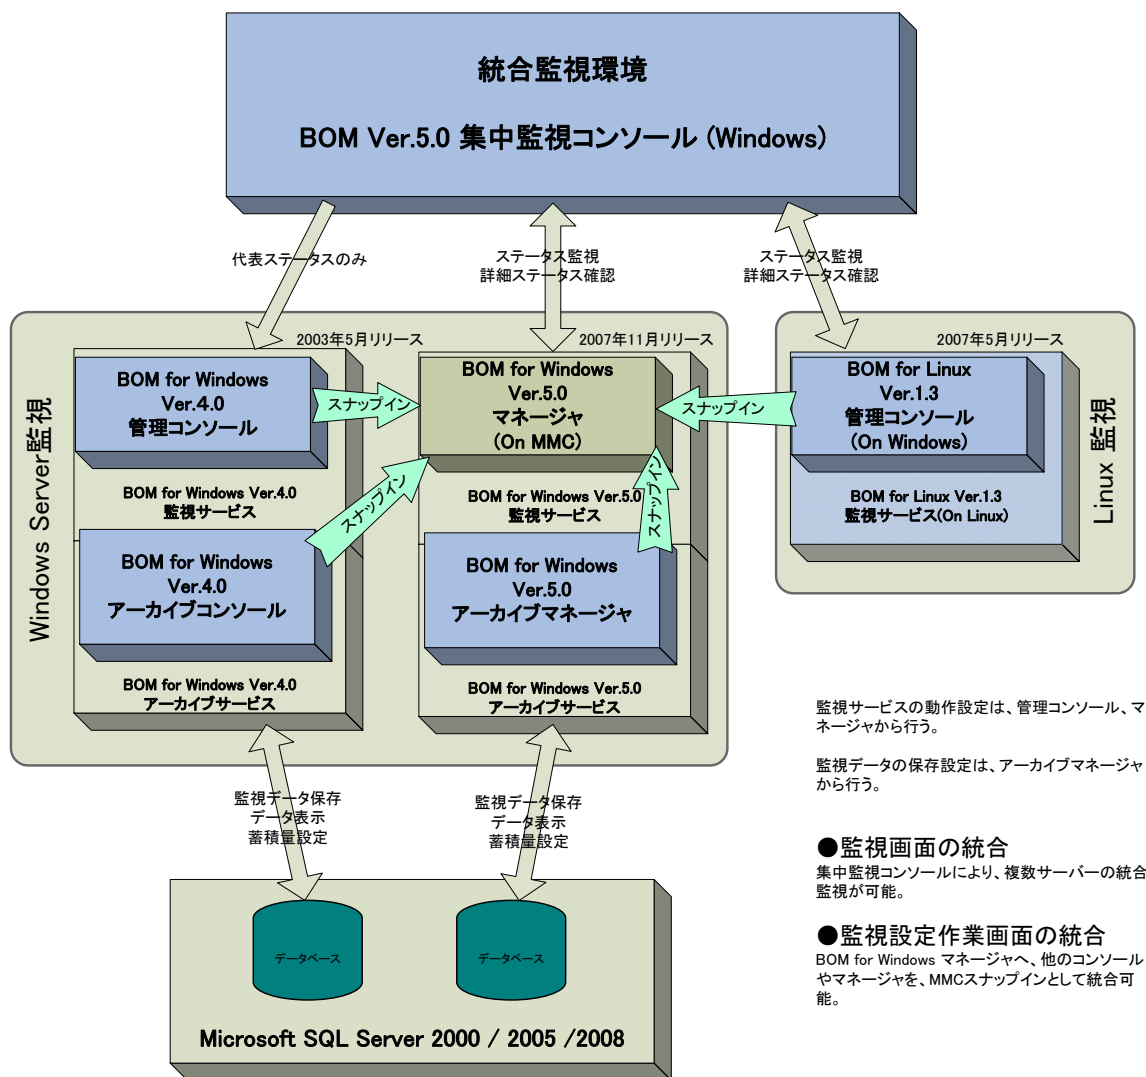 統合監視環境
BOM Ver.5.0 集中監視コンソール (Windows)
代表ステータスのみ
ステータス監視
詳細ステータス確認
ステータス監視
詳細ステータス確認
Windows Server監視
2003年5月リリース
BOM for Windows
Ver.4.0
管理コンソール
スナップイン
BOM for Windows Ver.4.0
監視サービス
BOM for Windows
Ver.4.0
アーカイブコンソール
スナップイン
BOM for Windows Ver.4.0
アーカイブサービス
2007年11月リリース
BOM for Windows
Ver.5.0
マネージャ
(On MMC)
BOM for Windows Ver.5.0
監視サービス
スナップイン
BOM for Windows
Ver.5.0
アーカイブマネージャ
BOM for Windows Ver.5.0
アーカイブサービス
Linux 監視
2007年5月リリース
BOM for Linux
Ver.1.3
管理コンソール
(On Windows)
スナップイン
BOM for Linux Ver.1.3
監視サービス(On Linux)
監視データ保存
データ表示
蓄積量設定
監視データ保存
データ表示
蓄積量設定
データベース
データベース
Microsoft SQL Server 2000 / 2005 /2008
監視サービスの動作設定は、管理コンソール、マ
ネージャから行う。
監視データの保存設定は、アーカイブマネージャ
から行う。
●監視画面の統合
集中監視コンソールにより、複数サーバーの統合
監視が可能。
●監視設定作業画面の統合
BOM for Windows マネージャへ、他のコンソール
やマネージャを、MMCスナップインとして統合可
能。